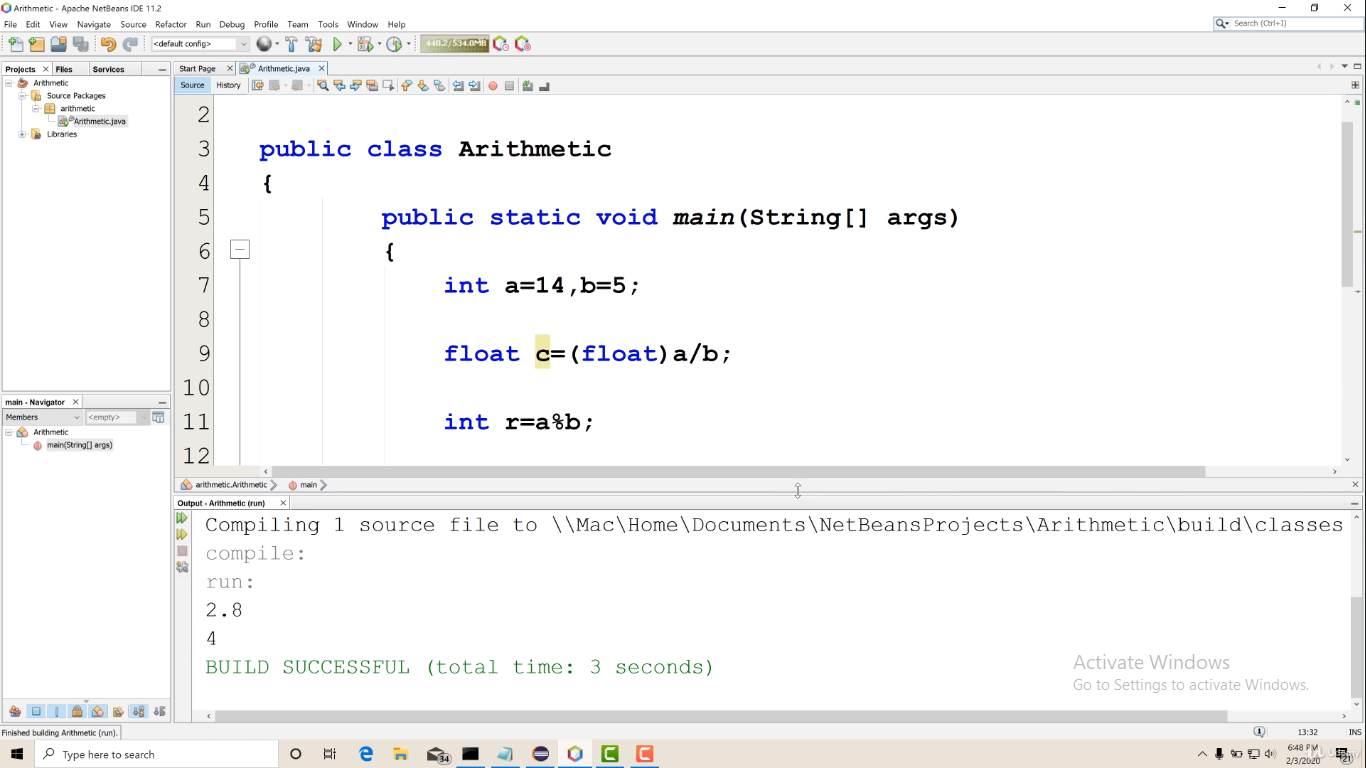 Arithmetic - Apache NetBeans IDE 11.2
File Edit View Navigate Source Refactor Run Debug Profile Team Tools Window Help
Search (Ctrl+I)
<default config>
440.2/534.0MB
Projects Files Services
Start Page Arithmetic.java
Source History
Arithmetic
Source Packages
arithmetic
Arithmetic.java
Libraries
2
3 public class Arithmetic
4 {
5 public static void main(String[] args)
6 {
7 int a=14,b=5;
8
9 float c=(float)a/b;
10
11 int r=a%b;
12
main - Navigator
Members <empty>
Arithmetic
main(String[] args)
arithmetic.Arithmetic main
Output - Arithmetic (run)
Compiling 1 source file to \\Mac\Home\Documents\NetBeansProjects\Arithmetic\build\classes
compile:
run:
2.8
4
BUILD SUCCESSFUL (total time: 3 seconds)
Activate Windows
Go to Settings to activate Windows.
Finished building Arithmetic (run).
13:32 INS
Type here to search
34
6:48 PM
2/3/2020
21